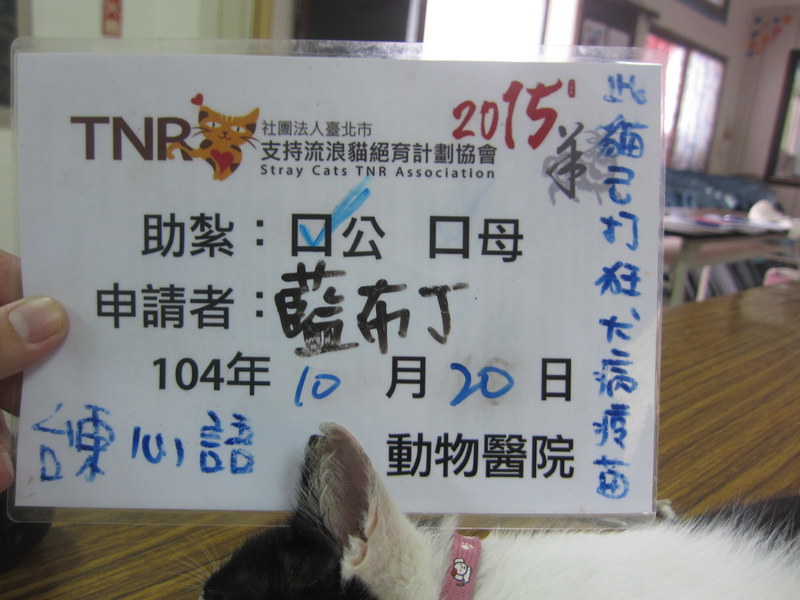 TNR
社團法人臺北市
支持流浪貓絕育計劃協會
Stray Cats TNR Association
2015
羊
助紮：口公 口母
申請者：藍布丁
104年 10 月 20 日
動物醫院
此貓已打狂犬病疫苗